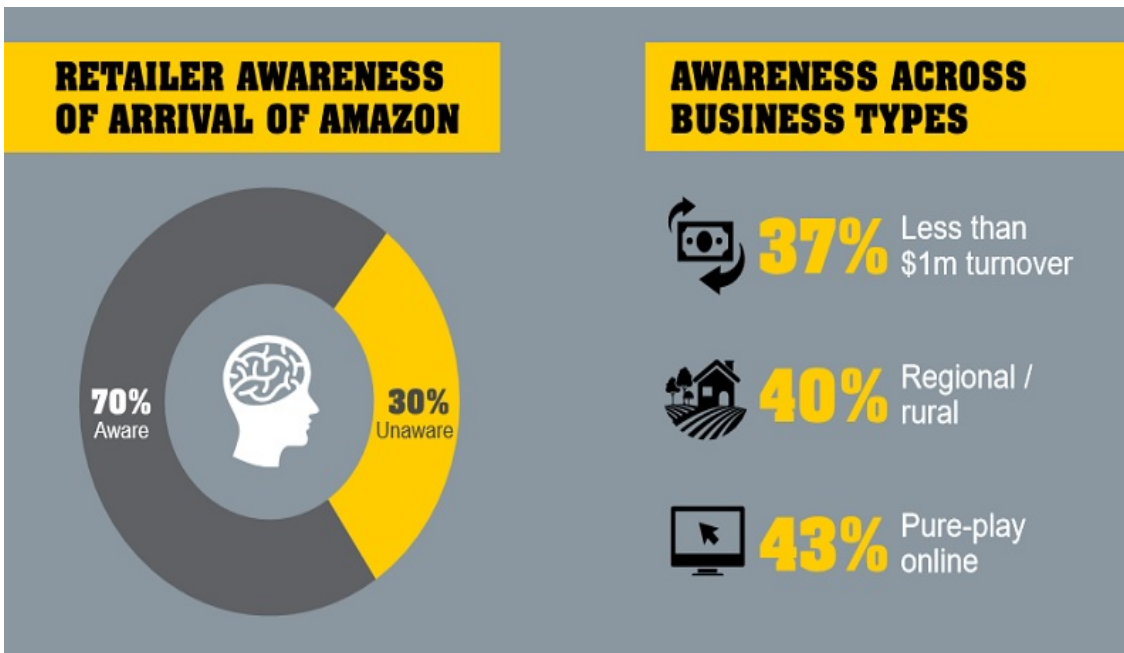 RETAILER AWARENESS
OF ARRIVAL OF AMAZON
70%
Aware
30%
Unaware
AWARENESS ACROSS
BUSINESS TYPES
37%
Less than
$1m turnover
40%
Regional /
rural
43%
Pure-play
online